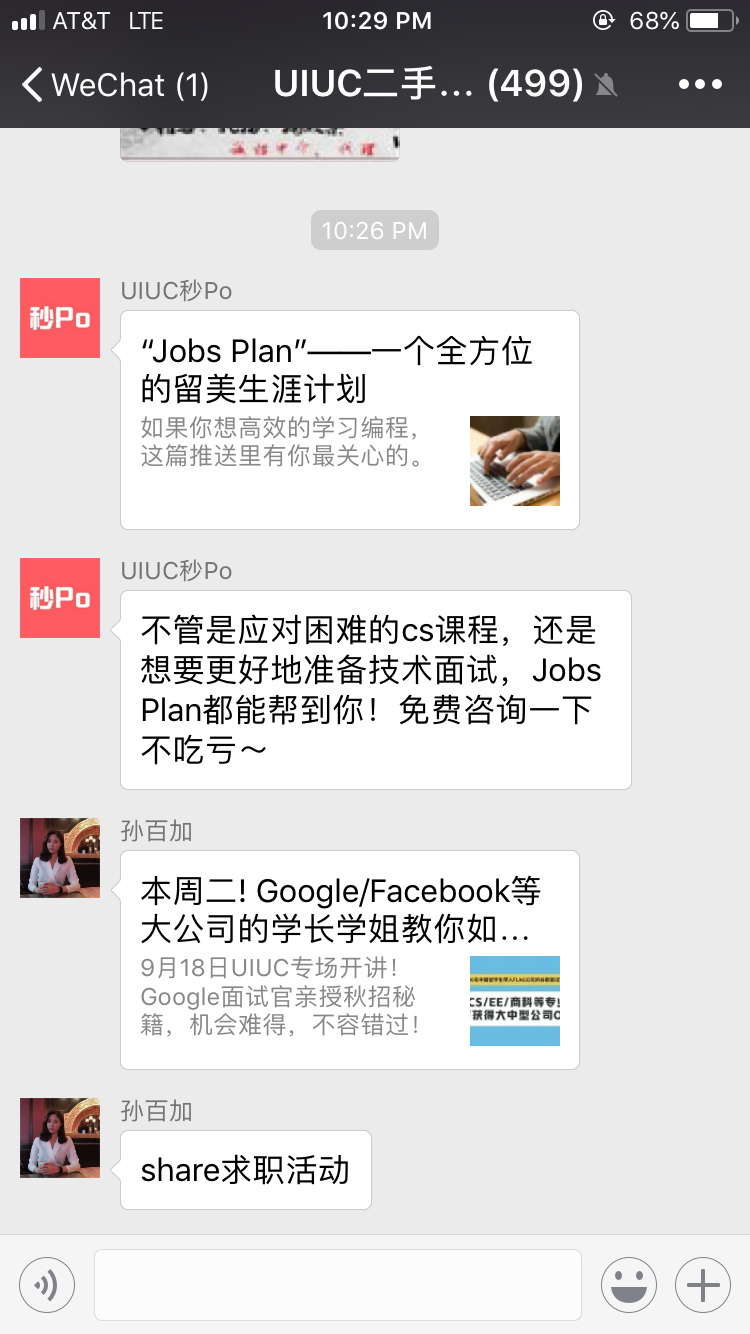 AT&T LTE 10:29 PM 68%
WeChat (1) UIUC二手… (499)
10:26 PM
秒Po
UIUC秒Po
“Jobs Plan”——一个全方位
的留美生涯计划
如果你想高效的学习编程，
这篇推送里有你最关心的。
秒Po
UIUC秒Po
不管是应对困难的cs课程，还是
想要更好地准备技术面试，Jobs
Plan都能帮到你！免费咨询一下
不吃亏～
孙百加
本周二! Google/Facebook等
大公司的学长学姐教你如…
9月18日UIUC专场开讲！
Google面试官亲授秋招秘
籍，机会难得，不容错过！
CS/EE/商科等专
获得大中型公司
孙百加
share求职活动